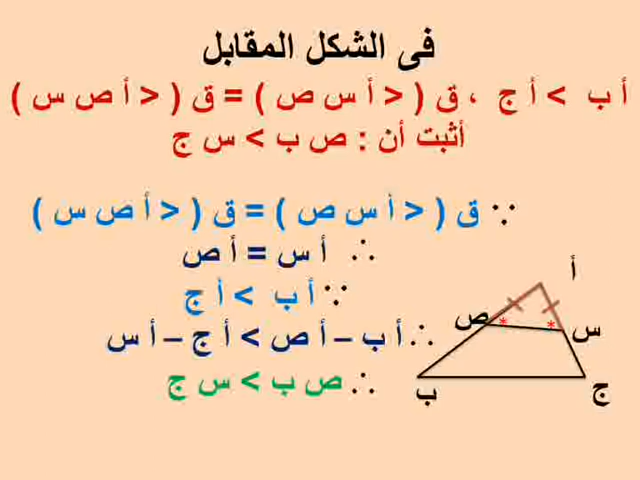 فى الشكل المقابل
أ ب > أ ج ، ق ( < أ س ص ) = ق ( < أ ص س )
أثبت أن : ص ب > س ج
∵ ق ( < أ س ص ) = ق ( < أ ص س )
∴ أ س = أ ص
∵ أ ب > أ ج
∴ أ ب – أ ص > أ ج – أ س
∴ ص ب > س ج
أ
ص * * س
ب ج